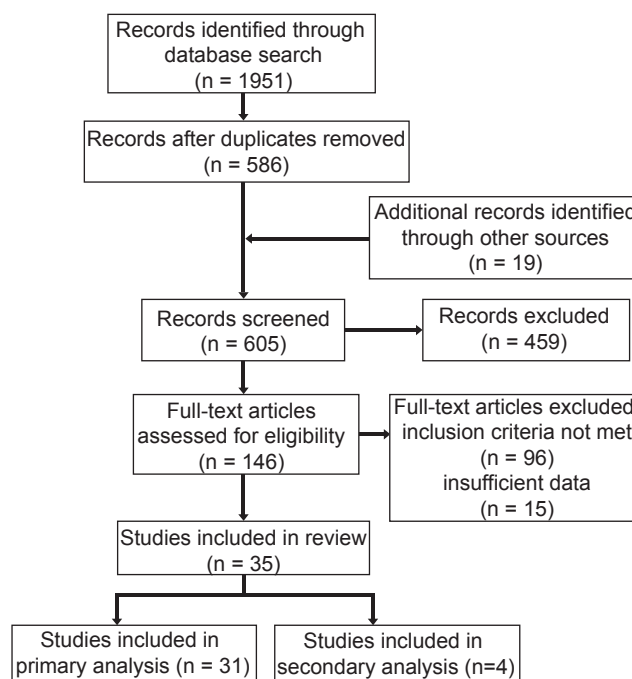 Records identified through
database search
(n = 1951)
Records after duplicates removed
(n = 586)
Additional records identified
through other sources
(n = 19)
Records screened
(n = 605)
Records excluded
(n = 459)
Full-text articles
assessed for eligibility
(n = 146)
Full-text articles excluded
inclusion criteria not met
(n = 96)
insufficient data
(n = 15)
Studies included in review
(n = 35)
Studies included in
primary analysis (n = 31)
Studies included in
secondary analysis (n=4)